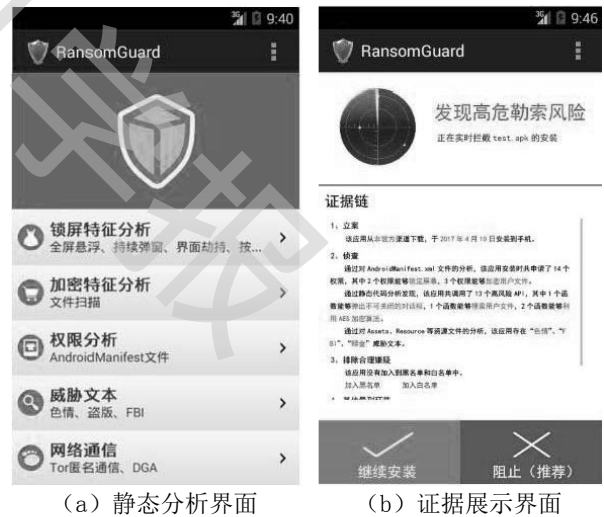 3G 9:40
RansomGuard
锁屏特征分析
全屏悬浮、持续弹窗、界面劫持、按...
加密特征分析
文件扫描
权限分析
AndroidManifest文件
威胁文本
色情、盗版、FBI
网络通信
Tor匿名通信、DGA
(a) 静态分析界面
3G 9:46
RansomGuard
发现高危勒索风险
正在实时拦截 test.apk 的安装
证据链
1, 立案
该应用从非官方渠道下载, 于 2017 年 4 月 10 日安装到手机。
2, 侦查
通过对 AndroidManifest.xml 文件的分析, 该应用安装时共申请了 14 个
权限, 其中 2 个权限能够锁定屏幕, 3 个权限能够加密用户文件。
通过静态代码分析发现, 该应用共调用了 13 个高风险 API, 其中 1 个函
数能够弹出不可关闭的对话框, 1 个函数能够搜索用户文件, 2 个函数能够利
用 AES 加密算法。
通过对 Assets、Resource 等资源文件的分析, 该应用存在 “色情”、“F
BI”、“赎金” 威胁文本。
3, 排除合理嫌疑
该应用没有加入到黑名单和白名单中。
加入黑名单 加入白名单
继续安装
阻止 (推荐)
(b) 证据展示界面
学报